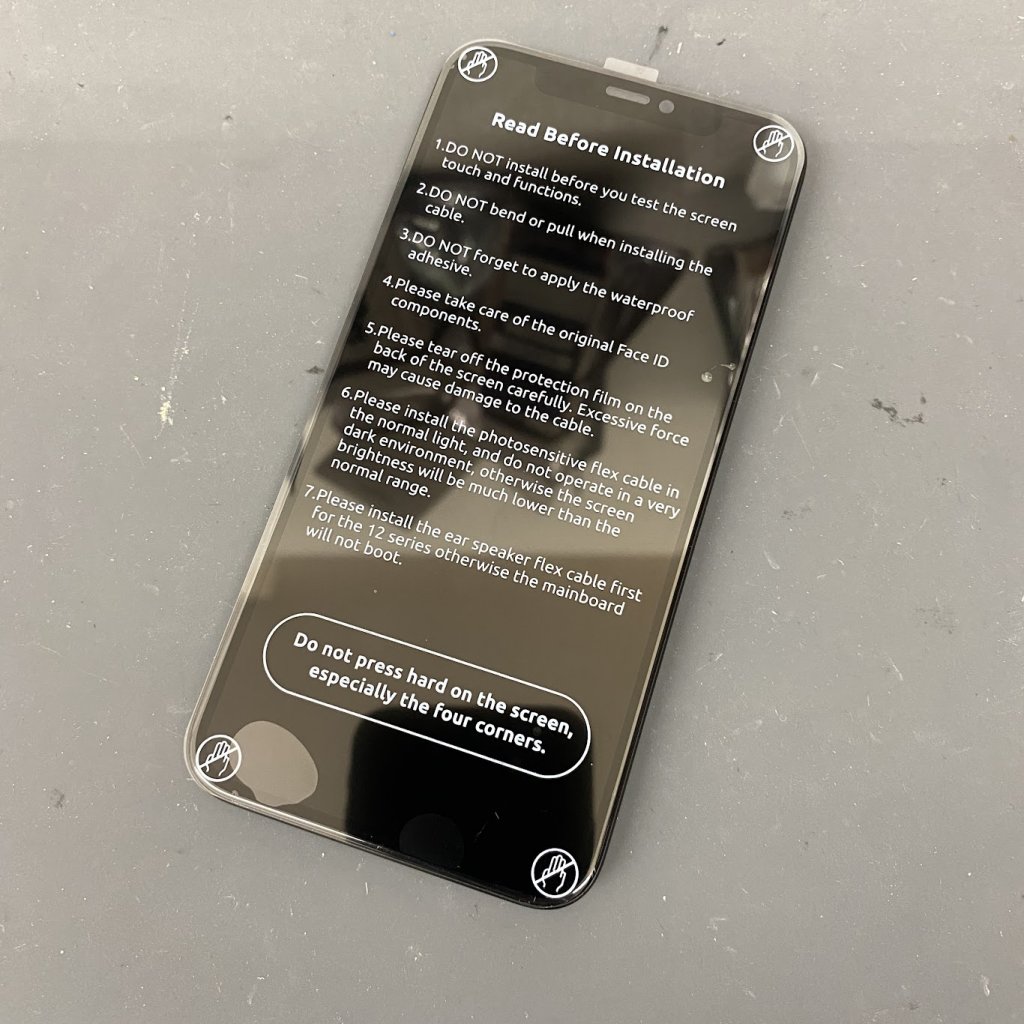 Read Before Installation
1.DO NOT install before you test the screen
touch and functions.
2.DO NOT bend or pull when installing the
cable.
3.DO NOT forget to apply the waterproof
adhesive.
4.Please take care of the original Face ID
components.
5.Please tear off the protection film on the
back of the screen carefully. Excessive force
may cause damage to the cable.
6.Please install the photosensitive flex cable in
the normal light, and do not operate in a very
dark environment, otherwise the screen
brightness will be much lower than the
normal range.
7.Please install the ear speaker flex cable first
for the 12 series otherwise the mainboard
will not boot.
Do not press hard on the screen,
especially the four corners.